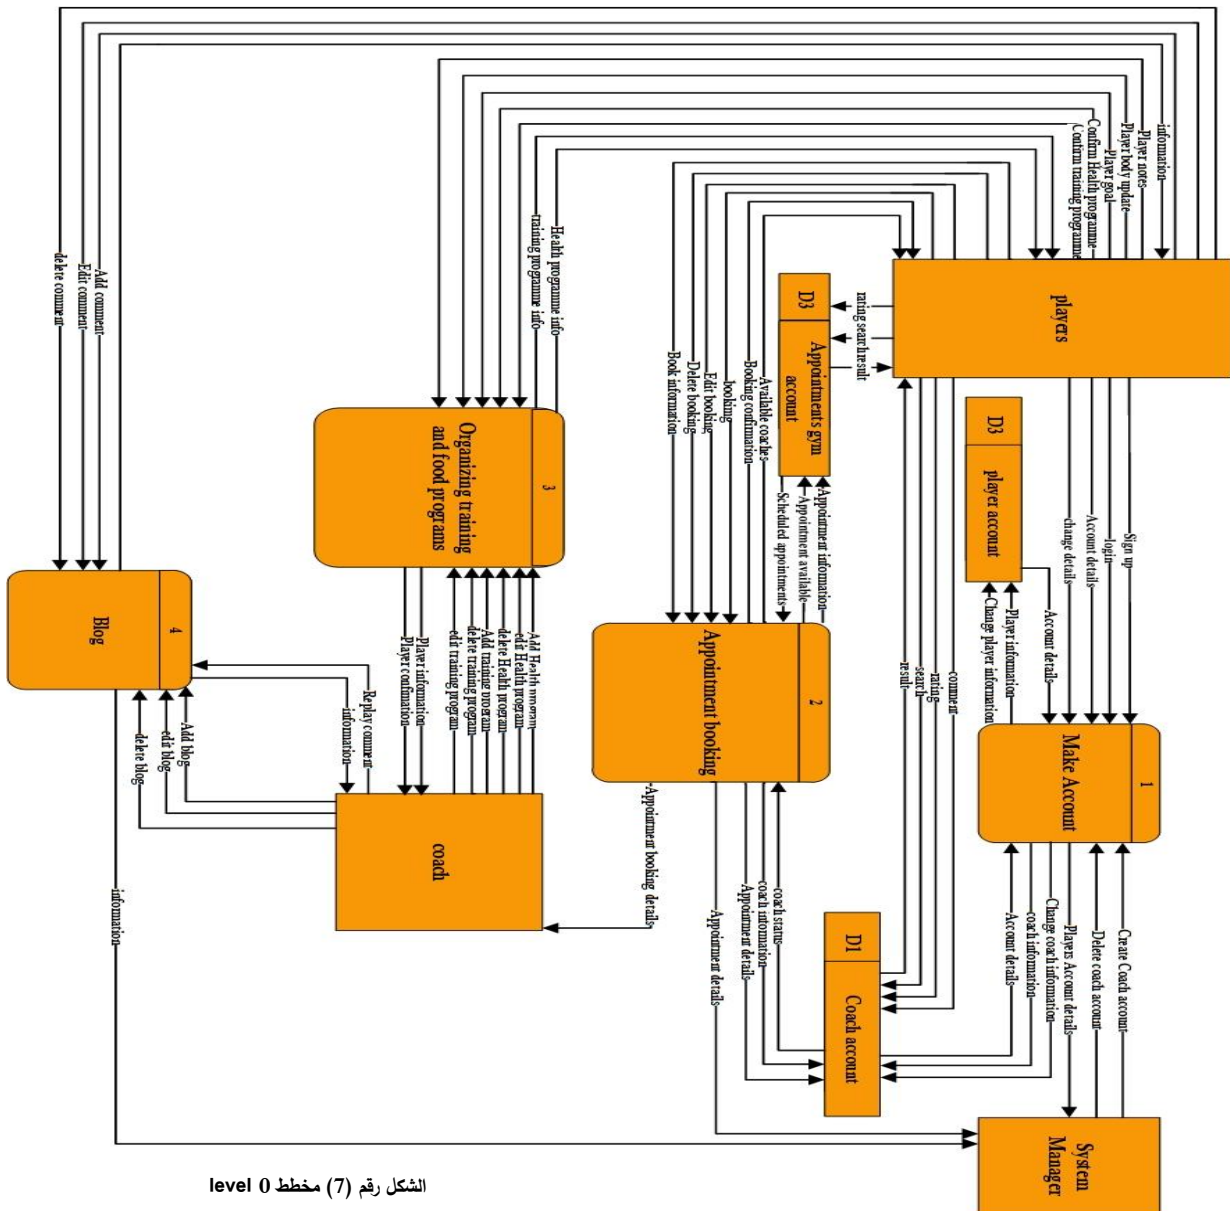 information
Player notes
Player body update
Player goal
Confirm Health programme
Confirm training programme
players
Sign up
login
Account details
change details
1
Make Account
Create Coach account
Delete coach account
Players Account details
Change coach information
coach information
Account details
System
Manager
D3
player account
Account details
Player information
Change player information
comment
rating
search
result
rating search result
D3
Appointments gym
account
Appointment information
Appointment available
Scheduled appointments
Available coaches
Booking confirmation
booking
Edit booking
Delete booking
Book information
2
Appointment booking
coach status
coach information
Appointment details
Appointment details
Appointment booking details
D1
Coach account
Health programme info
training programme info
3
Organizing training
and food programs
Add Health program
edit Health program
delete Health program
Add training program
delete training program
edit training program
Player information
Player confimation
coach
Add comment
Edit comment
delete comment
4
Blog
Replay comment
information
Add blog
edit blog
delete blog
information
الشكل رقم (7) مخطط level 0